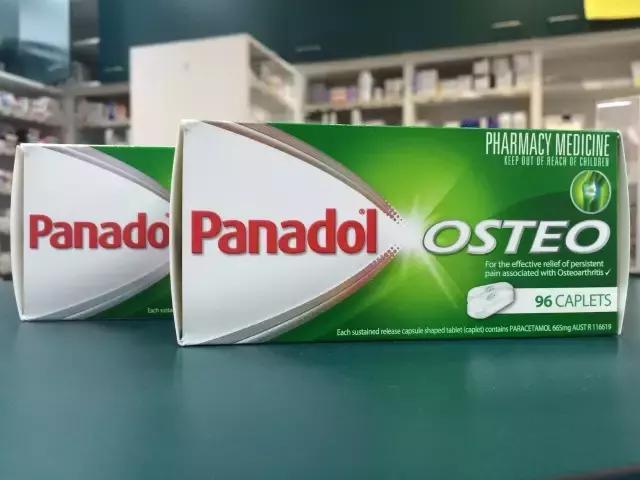 PHARMACY MEDICINE
KEEP OUT OF REACH OF CHILDREN
Panado
Panadol® OSTEO
For the effective relief of persistent
pain associated with Osteoarthritis ✓
96 CAPLETS
Each sustained release capsule shaped tablet (caplet) contains PARACETAMOL 665mg AUST R 116619
Each susta